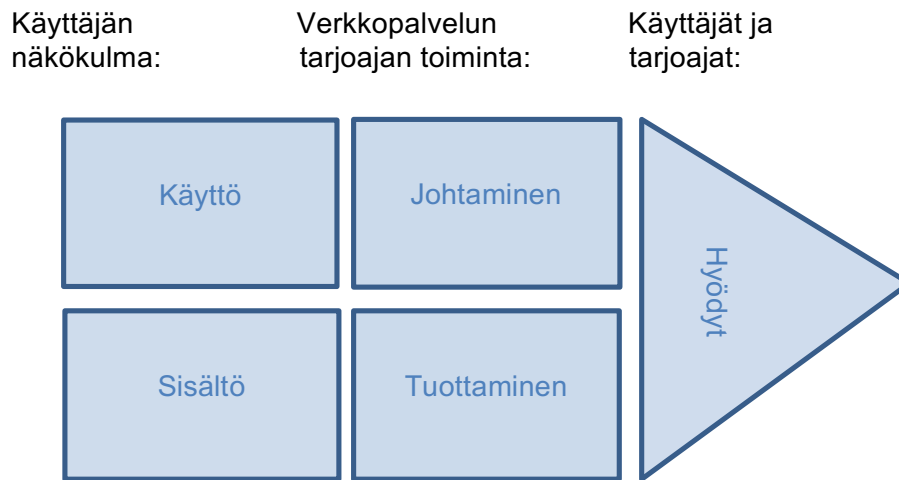 Käyttäjän
näkökulma:
Verkkopalvelun
tarjoajan toiminta:
Käyttäjät ja
tarjoajat:
Käyttö
Johtaminen
Hyödyt
Sisältö
Tuottaminen